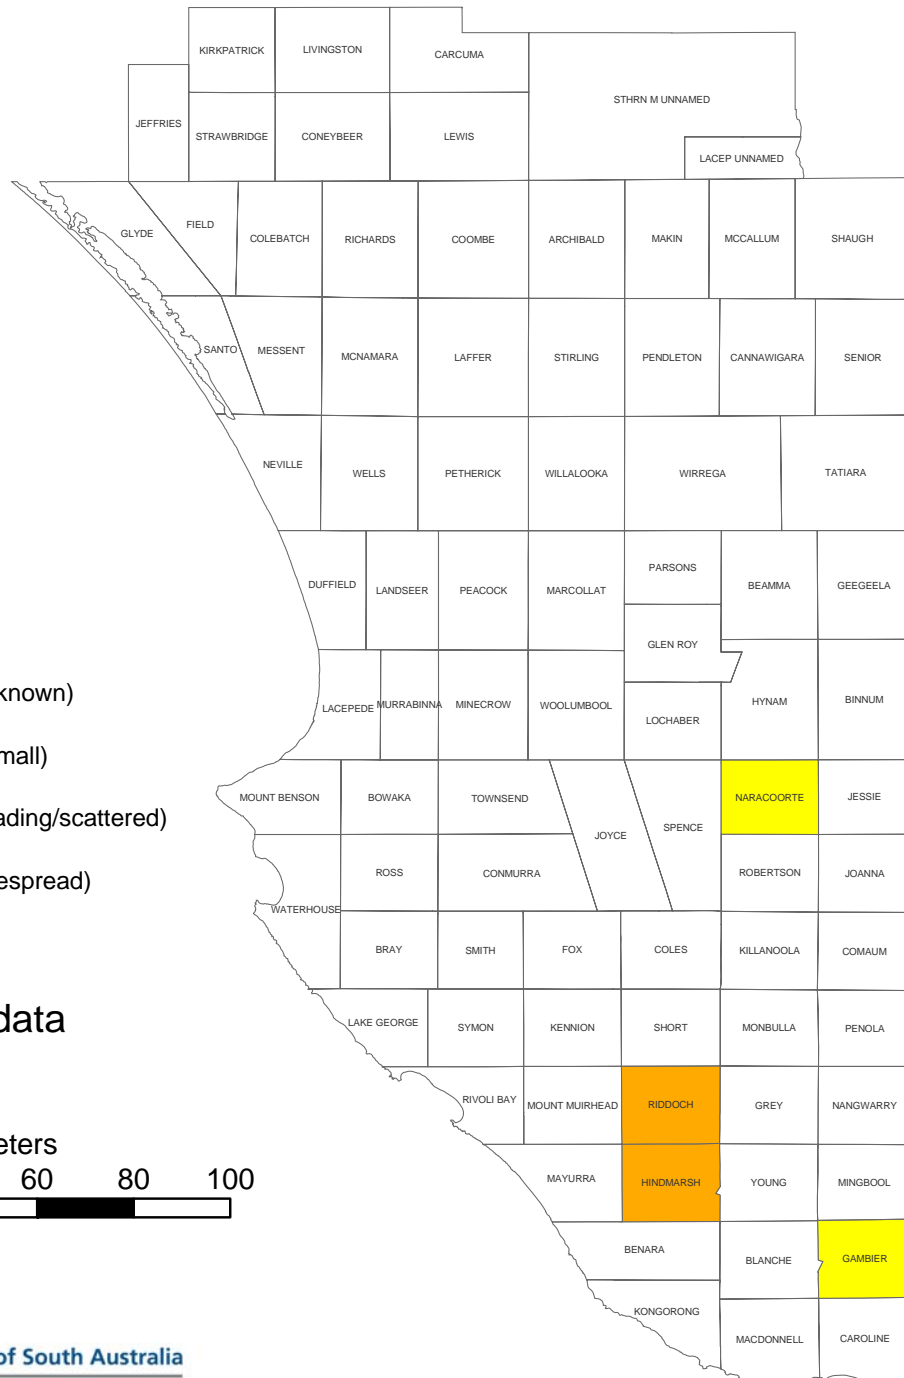 KIRKPATRICK LIVINGSTON CARCUMA
STHRN M UNNAMED
JEFFRIES STRAWBRIDGE CONEYBEER LEWIS
LACEP UNNAMED
GLYDE FIELD COLEBATCH RICHARDS COOMBE ARCHIBALD MAKIN MCCALLUM SHAUGH
SANTO MESSENT MCNAMARA LAFFER STIRLING PENDLETON CANNAWIGARA SENIOR
NEVILLE WELLS PETHERICK WILLALOOKA WIRREGA TATIARA
PARSONS
DUFFIELD LANDSEER PEACOCK MARCOLLAT BEAMMA GEEGEELA
GLEN ROY
known)
LACEPEDE MURRABINNA MINECROW WOOLUMBOOL LOCHABER HYNAM BINNUM
mall)
MOUNT BENSON BOWAKA TOWNSEND JOYCE SPENCE NARACOORTE JESSIE
ading/scattered)
ROSS CONMURRA ROBERTSON JOANNA
espread)
WATERHOUSE
BRAY SMITH FOX COLES KILLANOOLA COMAUM
data
LAKE GEORGE SYMON KENNION SHORT MONBULLA PENOLA
RIVOLI BAY MOUNT MUIRHEAD RIDDOCH GREY NANGWARRY
eters
60 80 100
MAYURRA HINDMARSH YOUNG MINGBOOL
BENARA BLANCHE GAMBIER
KONGORONG
MACDONNELL CAROLINE
of South Australia